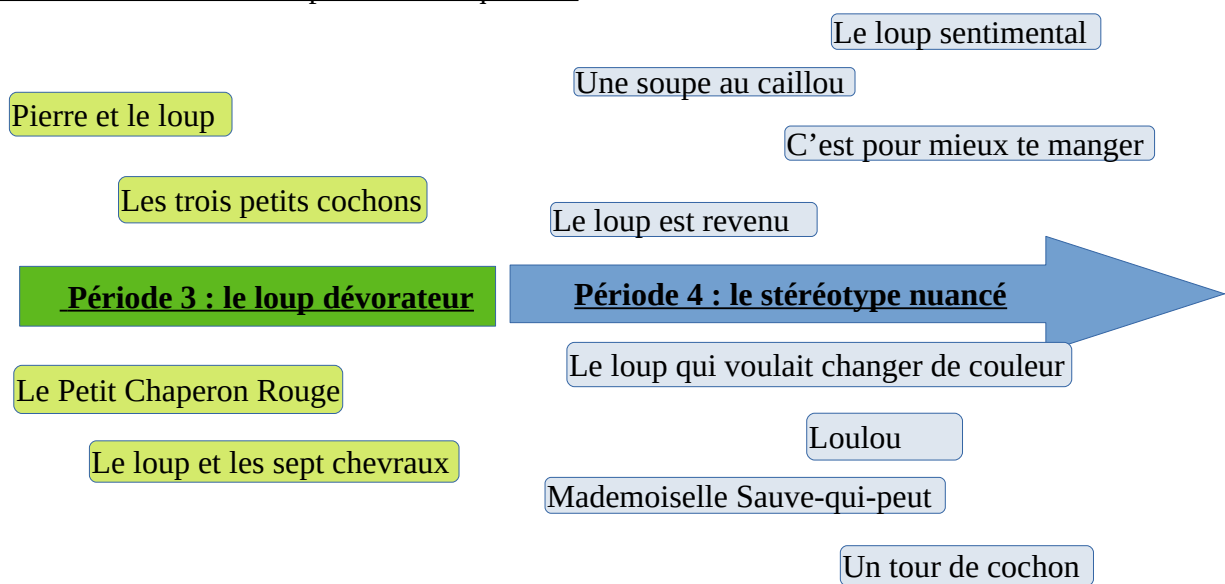 Le loup sentimental
Une soupe au caillou
Pierre et le loup
C’est pour mieux te manger
Les trois petits cochons
Le loup est revenu
Période 3 : le loup dévorateur
Période 4 : le stéréotype nuancé
Le loup qui voulait changer de couleur
Le Petit Chaperon Rouge
Loulou
Le loup et les sept chevraux
Mademoiselle Sauve-qui-peut
Un tour de cochon